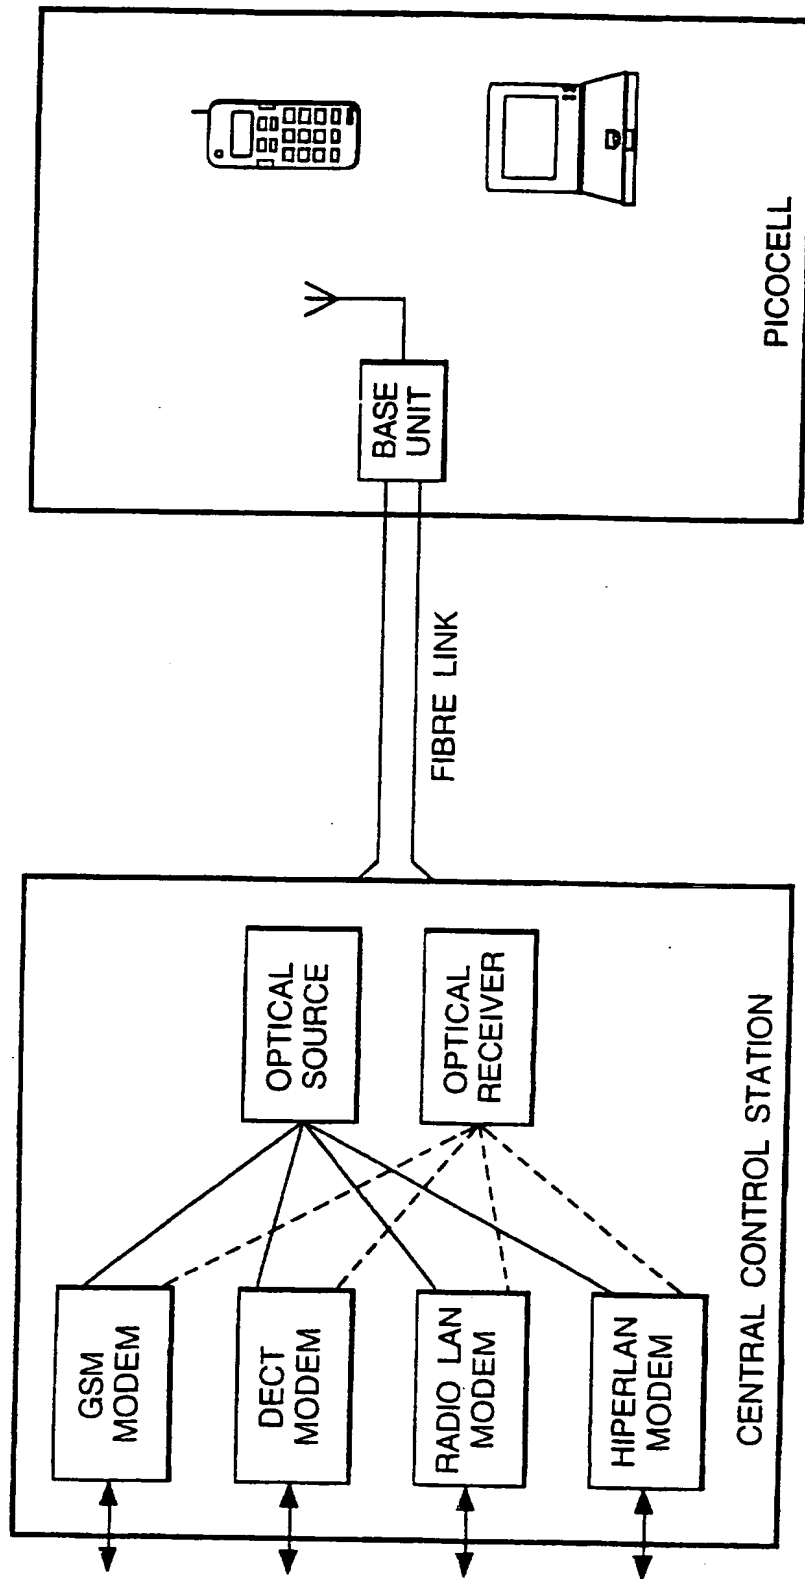 GSM
MODEM
DECT
MODEM
RADIO LAN
MODEM
HIPERLAN
MODEM
OPTICAL
SOURCE
OPTICAL
RECEIVER
CENTRAL CONTROL STATION
FIBRE LINK
BASE
UNIT
PICOCELL